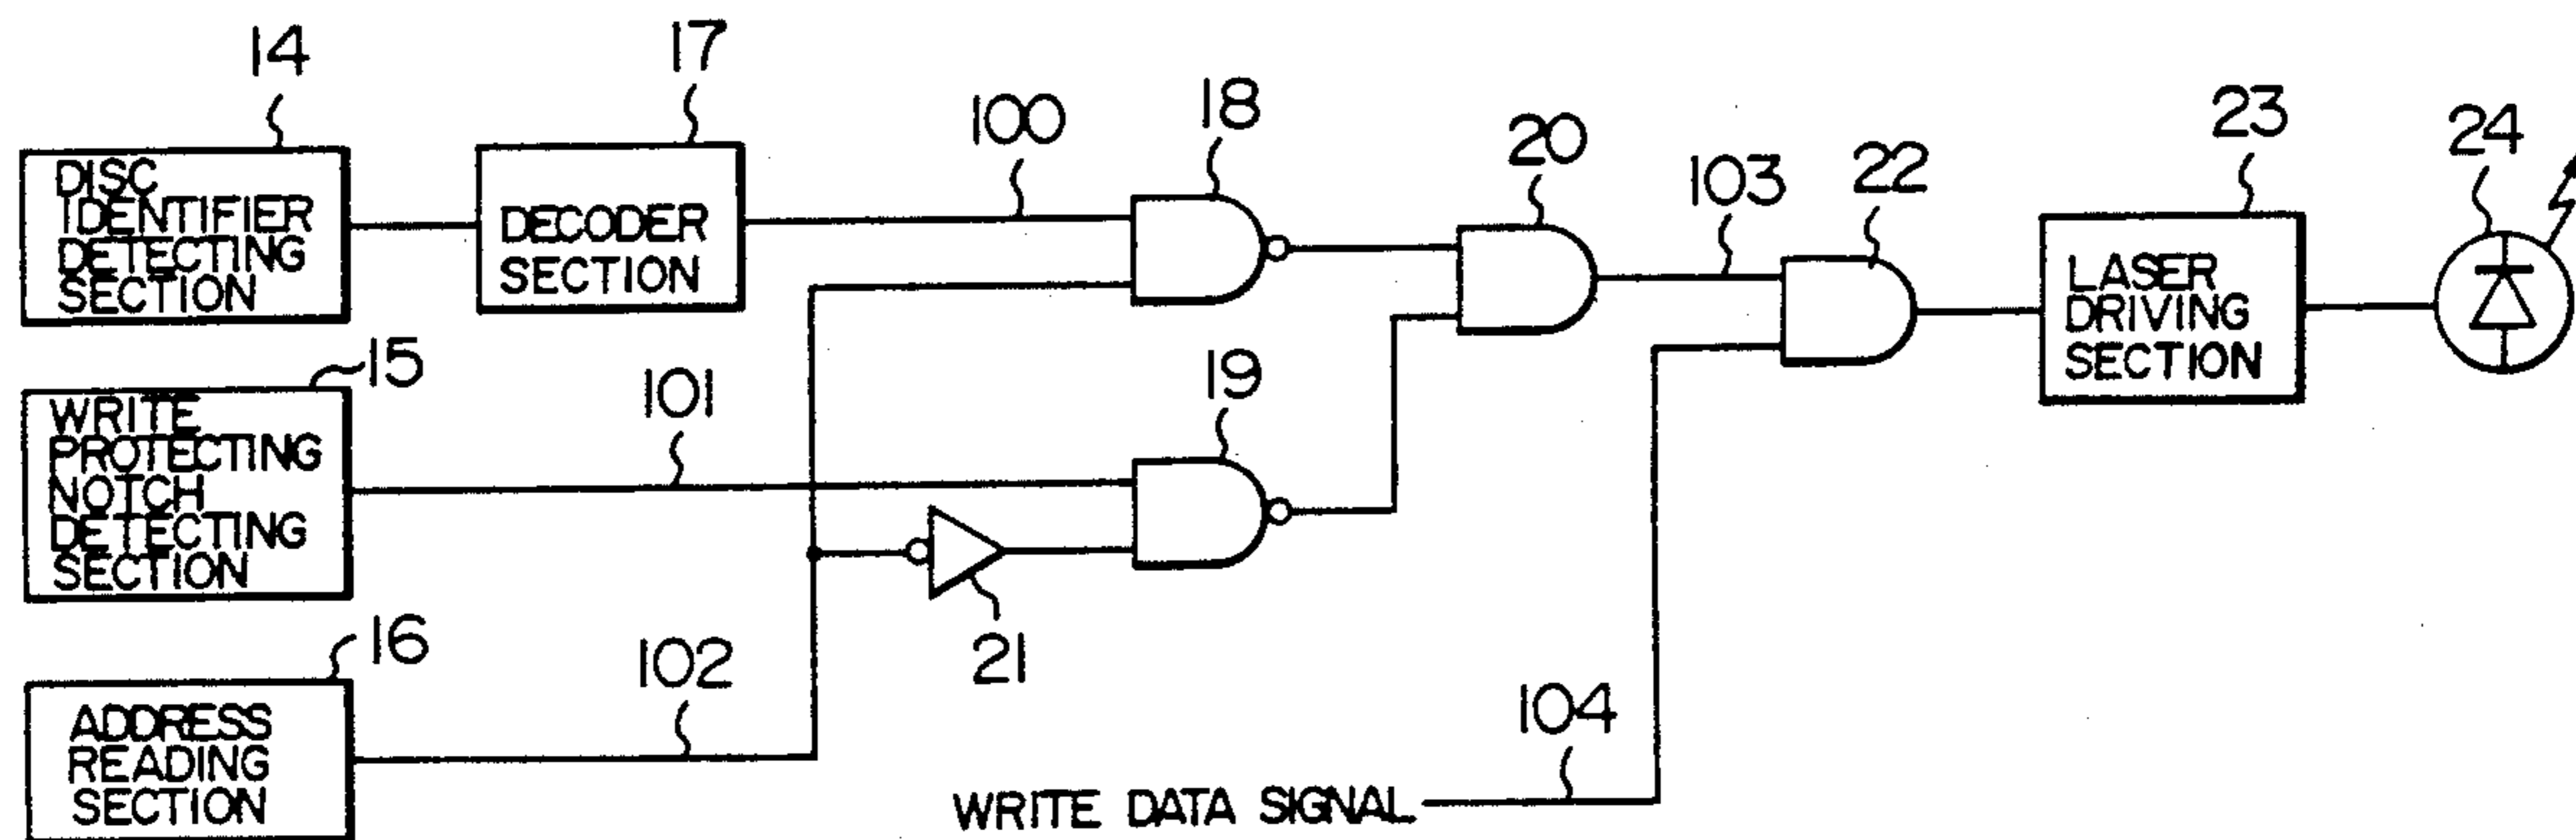 14
17
100
18
20
103
22
23
24
DISC
IDENTIFIER
DETECTING
SECTION
DECODER
SECTION
LASER
DRIVING
SECTION
15
101
19
WRITE
PROTECTING
NOTCH
DETECTING
SECTION
21
16
102
104
ADDRESS
READING
SECTION
WRITE DATA SIGNAL